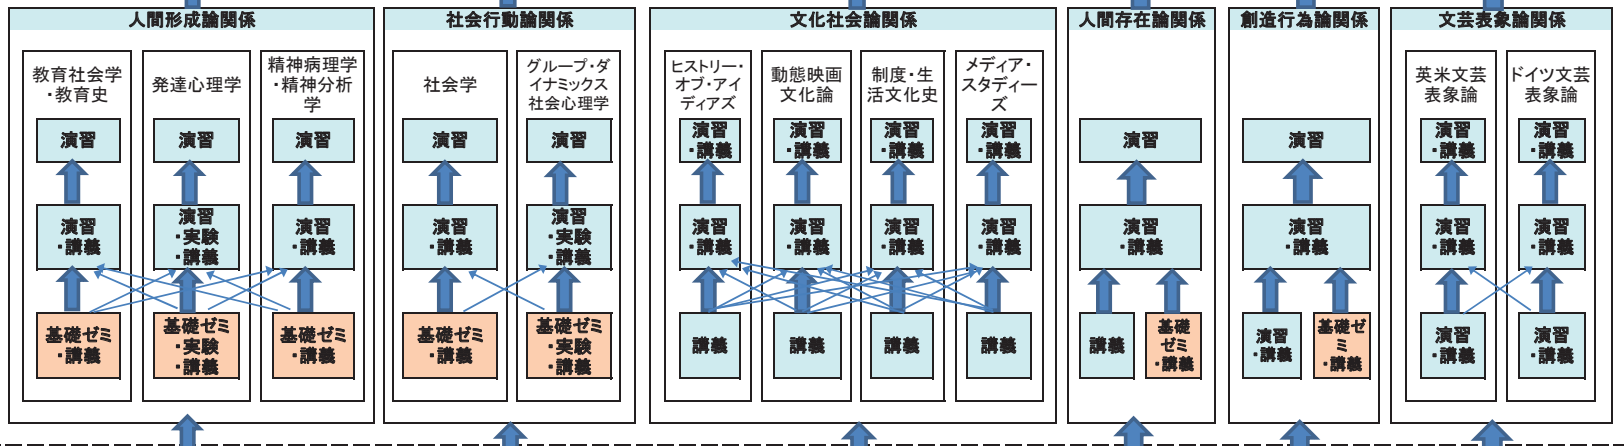 人間形成論関係
教育社会学
・教育史
演習
演習
・講義
基礎ゼミ
・講義
発達心理学
演習
演習
・実験
・講義
基礎ゼミ
・実験
・講義
精神病理学
・精神分析
学
演習
演習
・講義
基礎ゼミ
・講義
社会行動論関係
社会学
演習
演習
・講義
基礎ゼミ
・講義
グループ・ダ
イナミックス
社会心理学
演習
演習
・実験
・講義
基礎ゼミ
・実験
・講義
文化社会論関係
ヒストリー・
オブ・アイ
ディアズ
演習
・講義
演習
・講義
講義
動態映画
文化論
演習
・講義
演習
・講義
講義
制度・生
活文化史
演習
・講義
演習
・講義
講義
メディア・
スタディー
ズ
演習
・講義
演習
・講義
講義
人間存在論関係
演習
演習
・講義
講義
基礎
ゼミ
・講義
創造行為論関係
演習
演習
・講義
演習
・講義
基礎ゼ
ミ
・講義
文芸表象論関係
英米文芸
表象論
演習
・講義
演習
・講義
演習
・講義
ドイツ文芸
表象論
演習
・講義
演習
・講義
演習
・講義